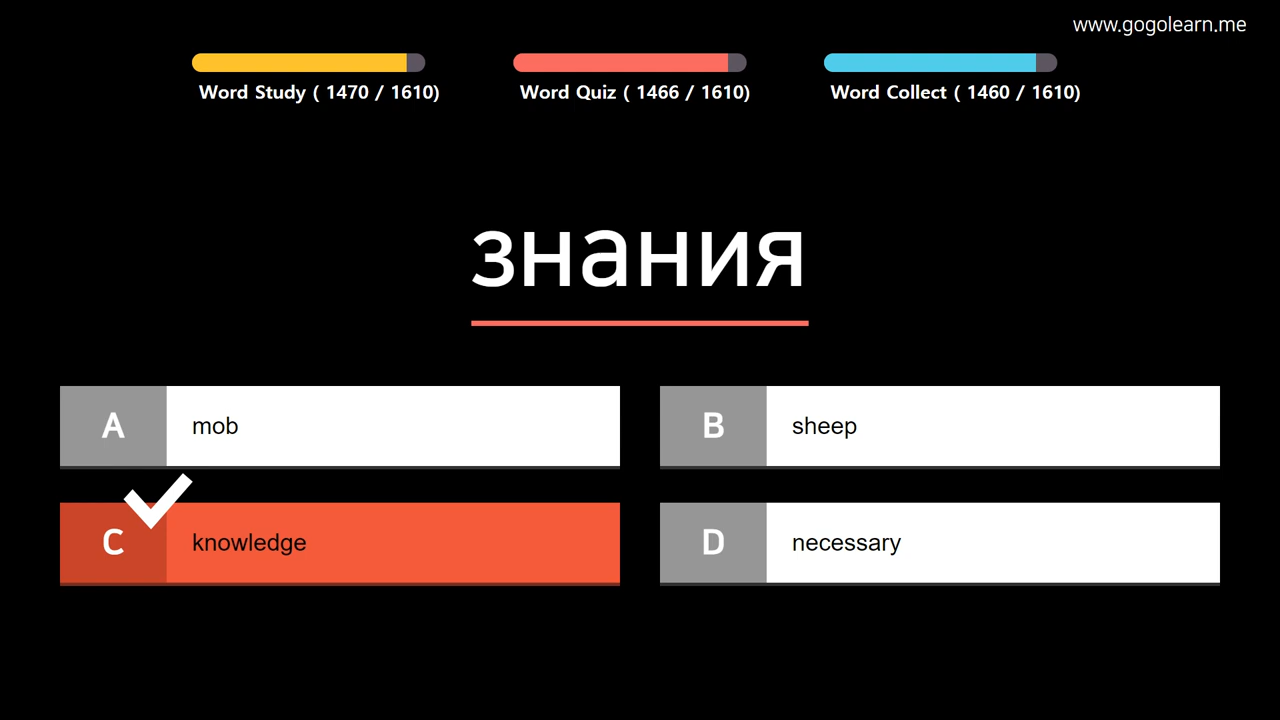 www.gogolearn.me
Word Study ( 1470 / 1610)
Word Quiz ( 1466 / 1610)
Word Collect ( 1460 / 1610)
знания
A mob
B sheep
C knowledge
D necessary